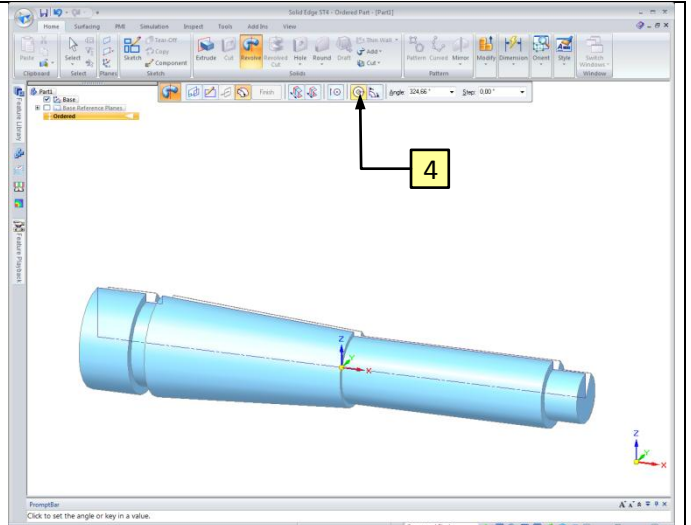 Solid Edge ST4 - Ordered Part - [Part1]
Home Surfacing PMI Simulation Inspect Tools Add Ins View
Tear-Off
Copy
Component
Thin Wall
Add
Cut
Paste Select Sketch Extrude Cut Revolve Revolved Cut Hole Round Draft Pattern Curved Mirror Modify Dimension Orient Style Switch Windows
Clipboard Select Planes Sketch Solids Pattern Window
Part1
Base
Base Reference Planes
Ordered
Finish Angle: 324,66 ° Step: 0,00 °
4
Feature Library
Feature Playback
Z
Y
X
Z
Y
X
PromptBar
Click to set the angle or key in a value.